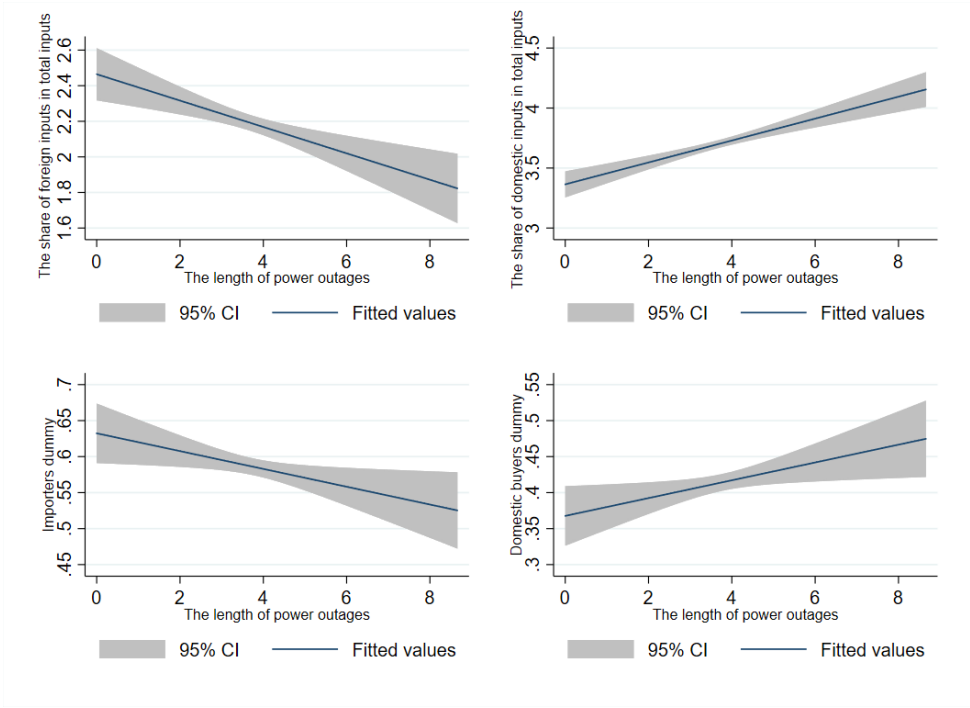 The share of foreign inputs in total inputs
2.6
2.4
2.2
2
1.8
1.6
0 2 4 6 8
The length of power outages
95% CI Fitted values
The share of domestic inputs in total inputs
4.5
4
3.5
3
0 2 4 6 8
The length of power outages
95% CI Fitted values
Importers dummy
.7
.65
.6
.55
.5
.45
0 2 4 6 8
The length of power outages
95% CI Fitted values
Domestic buyers dummy
.55
.5
.45
.4
.35
.3
0 2 4 6 8
The length of power outages
95% CI Fitted values